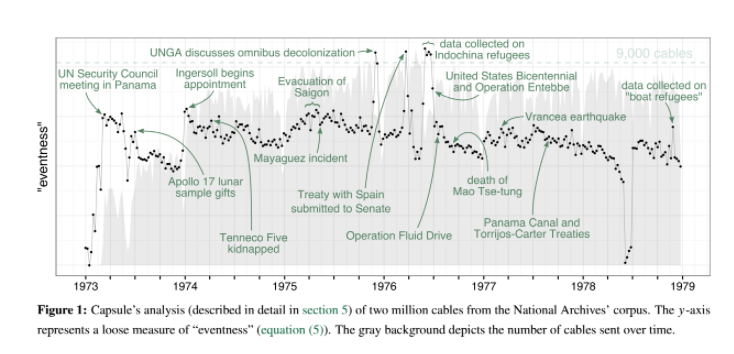 UNGA discusses omnibus decolonization
data collected on
Indochina refugees
9,000 cables
UN Security Council
meeting in Panama
Ingersoll begins
appointment
Evacuation of
Saigon
United States Bicentennial
and Operation Entebbe
data collected on
"boat refugees"
Vrancea earthquake
"eventness"
Mayaguez incident
Apollo 17 lunar
sample gifts
Treaty with Spain
submitted to Senate
death of
Mao Tse-tung
Tenneco Five
kidnapped
Operation Fluid Drive
Panama Canal and
Torrijos-Carter Treaties
1973 1974 1975 1976 1977 1978 1979
Figure 1: Capsule's analysis (described in detail in section 5) of two million cables from the National Archives' corpus. The y-axis
represents a loose measure of "eventness" (equation (5)). The gray background depicts the number of cables sent over time.